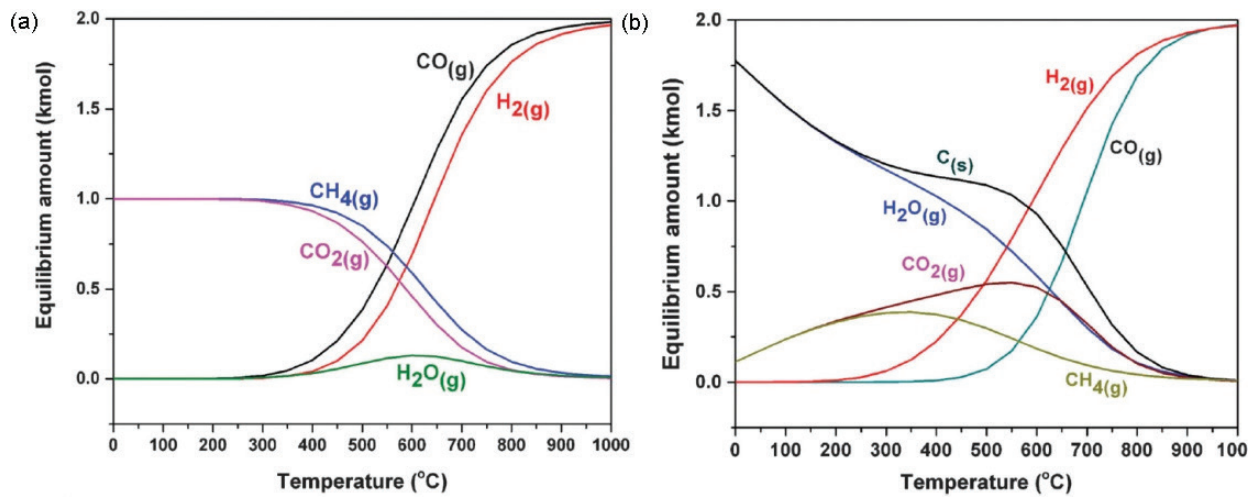 (a)
Equilibrium amount (kmol)
2.0
1.5
1.0
0.5
0.0
CO(g)
H2(g)
CH4(g)
CO2(g)
H2O(g)
0 100 200 300 400 500 600 700 800 900 1000
Temperature (oC)
(b)
Equilibrium amount (kmol)
2.0
1.5
1.0
0.5
0.0
H2(g)
C(s)
CO(g)
H2O(g)
CO2(g)
CH4(g)
0 100 200 300 400 500 600 700 800 900 100
Temperature (oC)